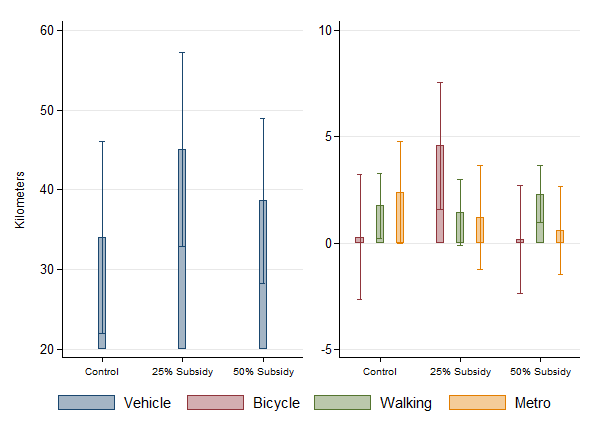 Kilometers
60
50
40
30
20
Control
25% Subsidy
50% Subsidy
10
5
0
-5
Control
25% Subsidy
50% Subsidy
Vehicle
Bicycle
Walking
Metro